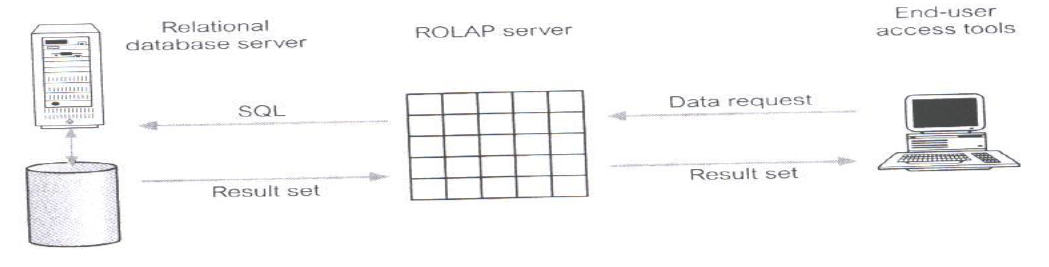 Relational
database server
ROLAP server
End-user
access tools
SQL
Data request
Result set
Result set